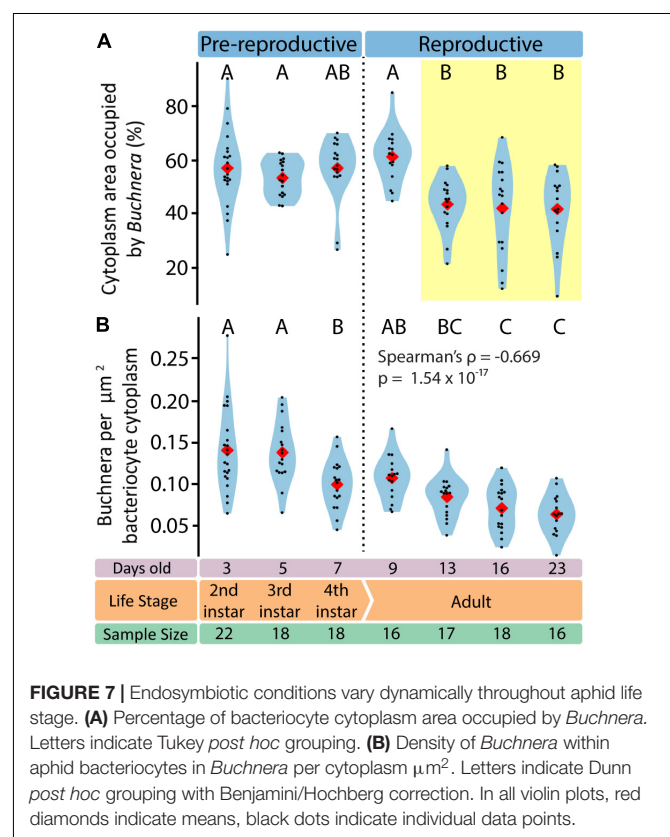 A
Pre-reproductive Reproductive
A A AB A B B B
Cytoplasm area occupied
by Buchnera (%)
80
60
40
20
B
A A B AB BC C C
Spearman's ρ = -0.669
p = 1.54 x 10⁻¹⁷
Buchnera per μm²
bacteriocyte cytoplasm
0.25
0.20
0.15
0.10
0.05
Days old 3 5 7 9 13 16 23
Life Stage 2nd instar 3rd instar 4th instar Adult
Sample Size 22 18 18 16 17 18 16
FIGURE 7 | Endosymbiotic conditions vary dynamically throughout aphid life
stage. (A) Percentage of bacteriocyte cytoplasm area occupied by Buchnera.
Letters indicate Tukey post hoc grouping. (B) Density of Buchnera within
aphid bacteriocytes in Buchnera per cytoplasm μm². Letters indicate Dunn
post hoc grouping with Benjamini/Hochberg correction. In all violin plots, red
diamonds indicate means, black dots indicate individual data points.